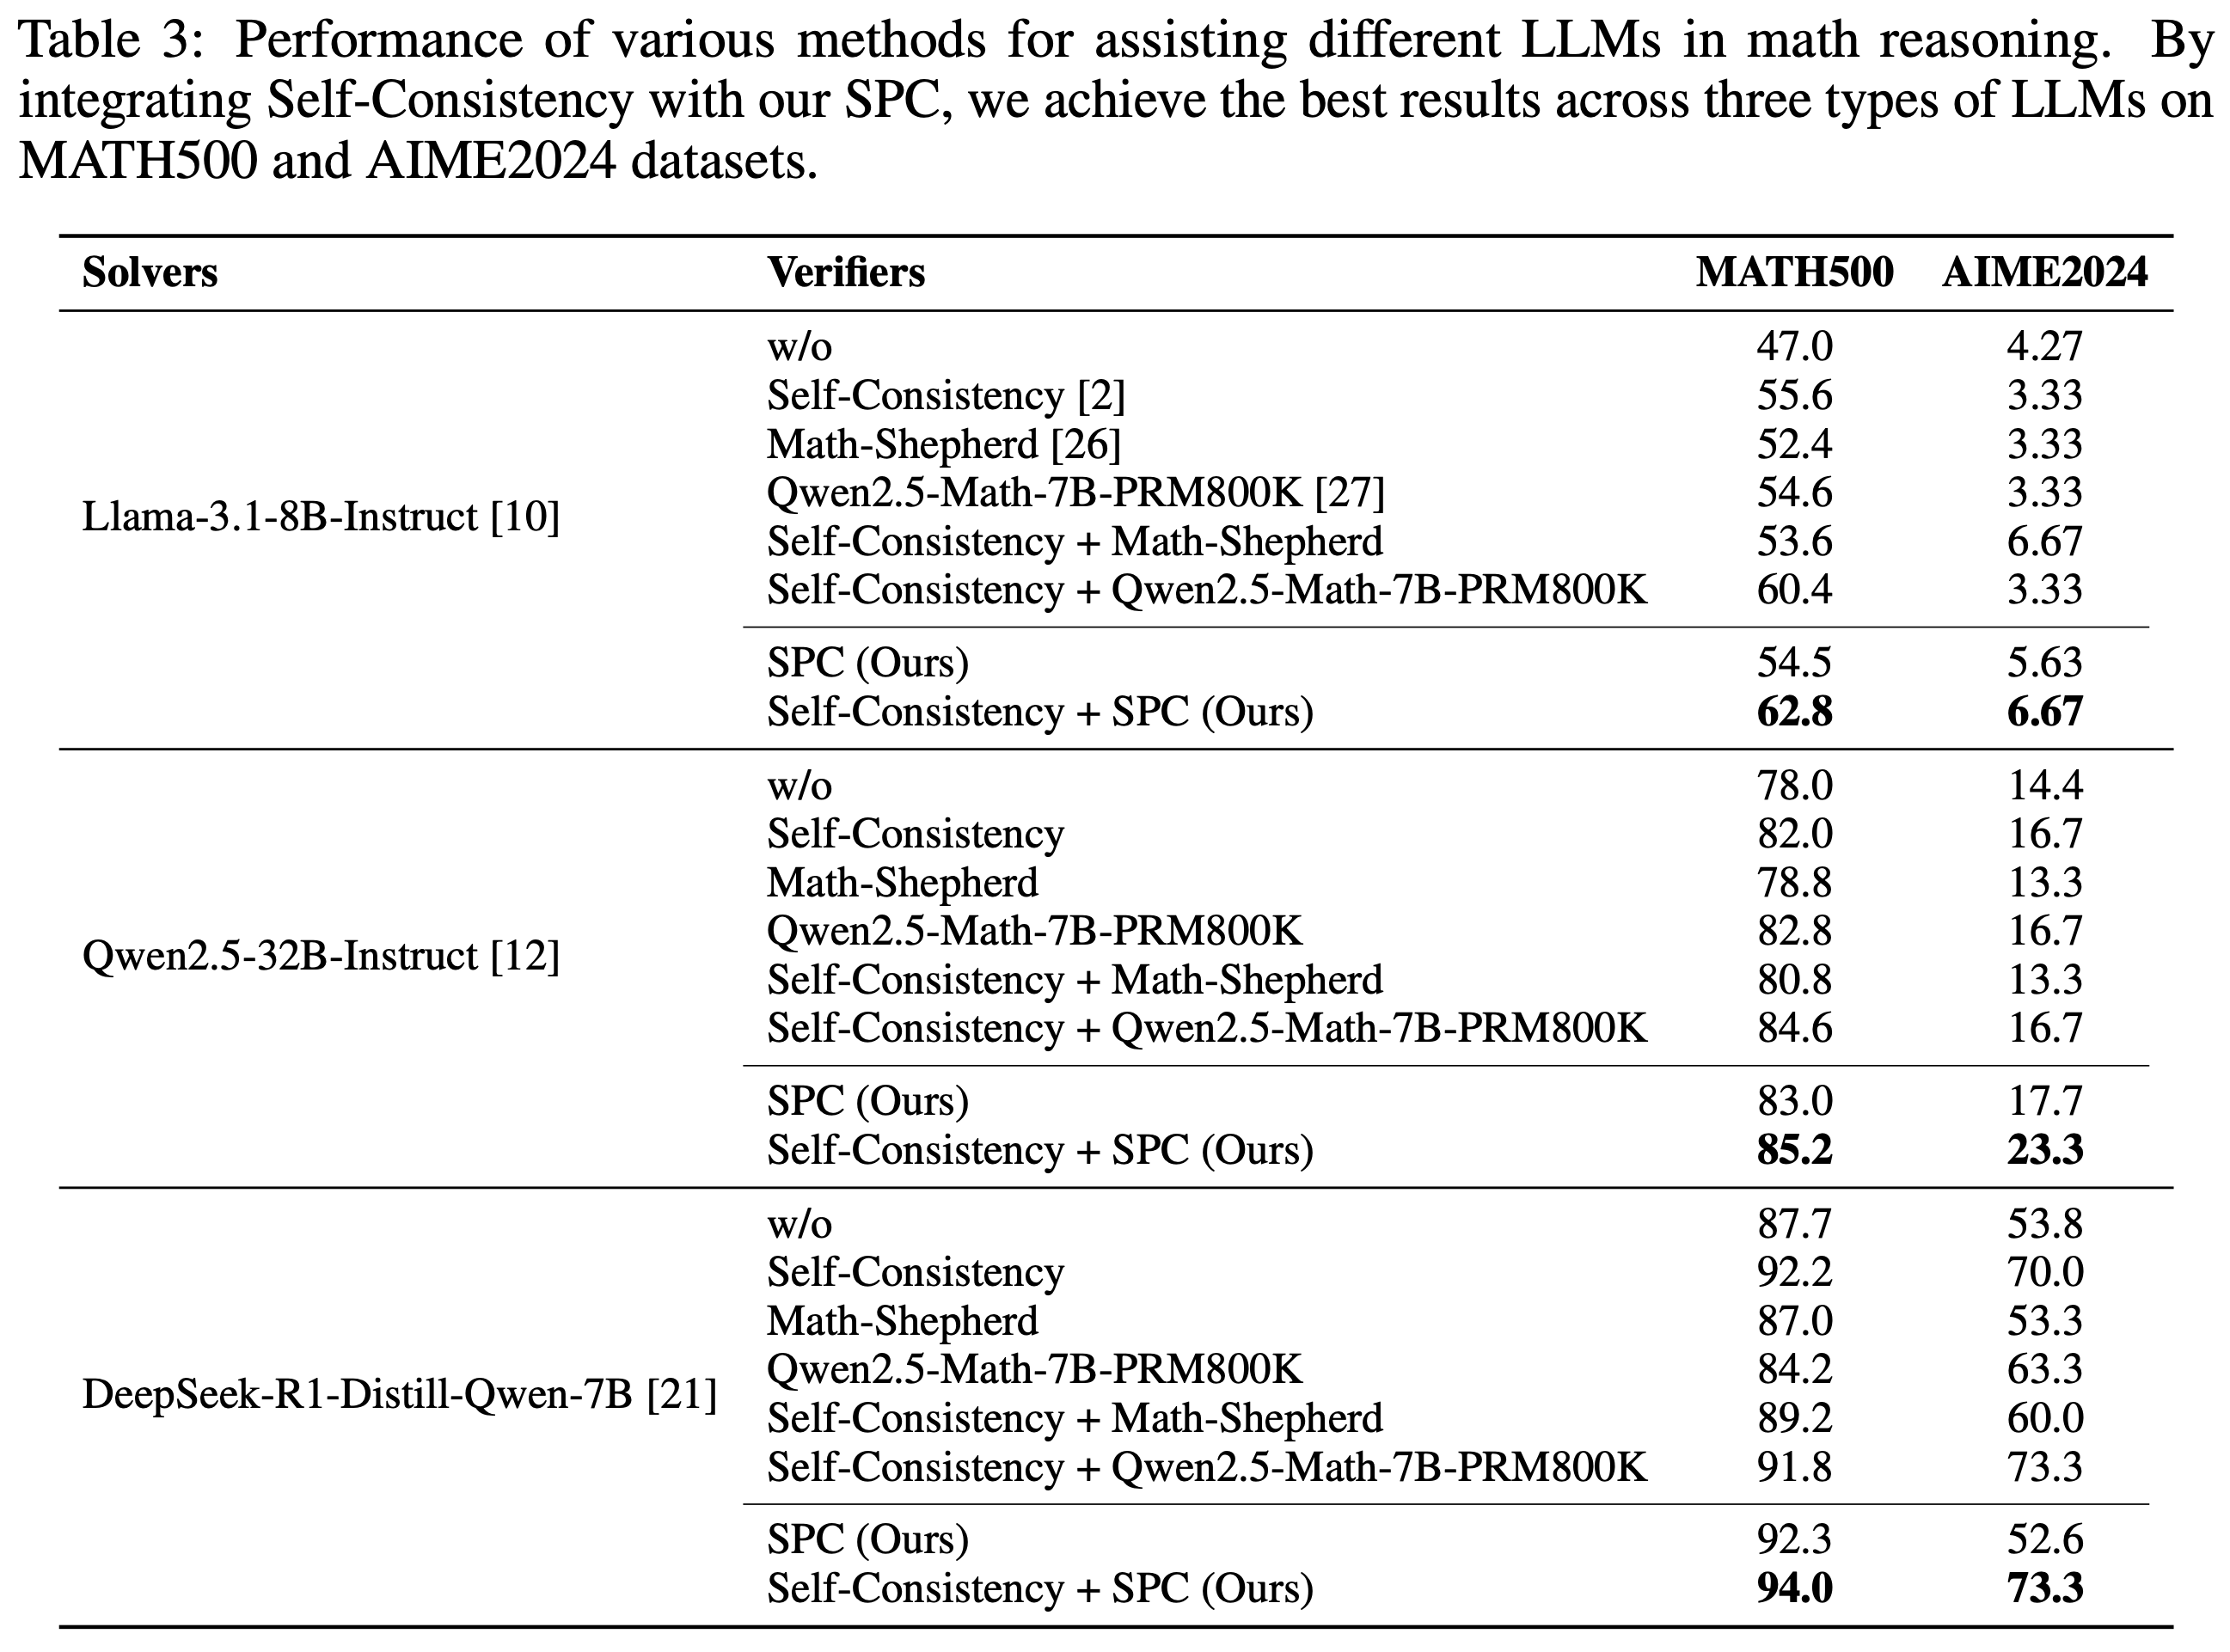 Table 3: Performance of various methods for assisting different LLMs in math reasoning. By
integrating Self-Consistency with our SPC, we achieve the best results across three types of LLMs on
MATH500 and AIME2024 datasets.
Solvers Verifiers MATH500 AIME2024
Llama-3.1-8B-Instruct [10]
w/o 47.0 4.27
Self-Consistency [2] 55.6 3.33
Math-Shepherd [26] 52.4 3.33
Qwen2.5-Math-7B-PRM800K [27] 54.6 3.33
Self-Consistency + Math-Shepherd 53.6 6.67
Self-Consistency + Qwen2.5-Math-7B-PRM800K 60.4 3.33
SPC (Ours) 54.5 5.63
Self-Consistency + SPC (Ours) 62.8 6.67
Qwen2.5-32B-Instruct [12]
w/o 78.0 14.4
Self-Consistency 82.0 16.7
Math-Shepherd 78.8 13.3
Qwen2.5-Math-7B-PRM800K 82.8 16.7
Self-Consistency + Math-Shepherd 80.8 13.3
Self-Consistency + Qwen2.5-Math-7B-PRM800K 84.6 16.7
SPC (Ours) 83.0 17.7
Self-Consistency + SPC (Ours) 85.2 23.3
DeepSeek-R1-Distill-Qwen-7B [21]
w/o 87.7 53.8
Self-Consistency 92.2 70.0
Math-Shepherd 87.0 53.3
Qwen2.5-Math-7B-PRM800K 84.2 63.3
Self-Consistency + Math-Shepherd 89.2 60.0
Self-Consistency + Qwen2.5-Math-7B-PRM800K 91.8 73.3
SPC (Ours) 92.3 52.6
Self-Consistency + SPC (Ours) 94.0 73.3